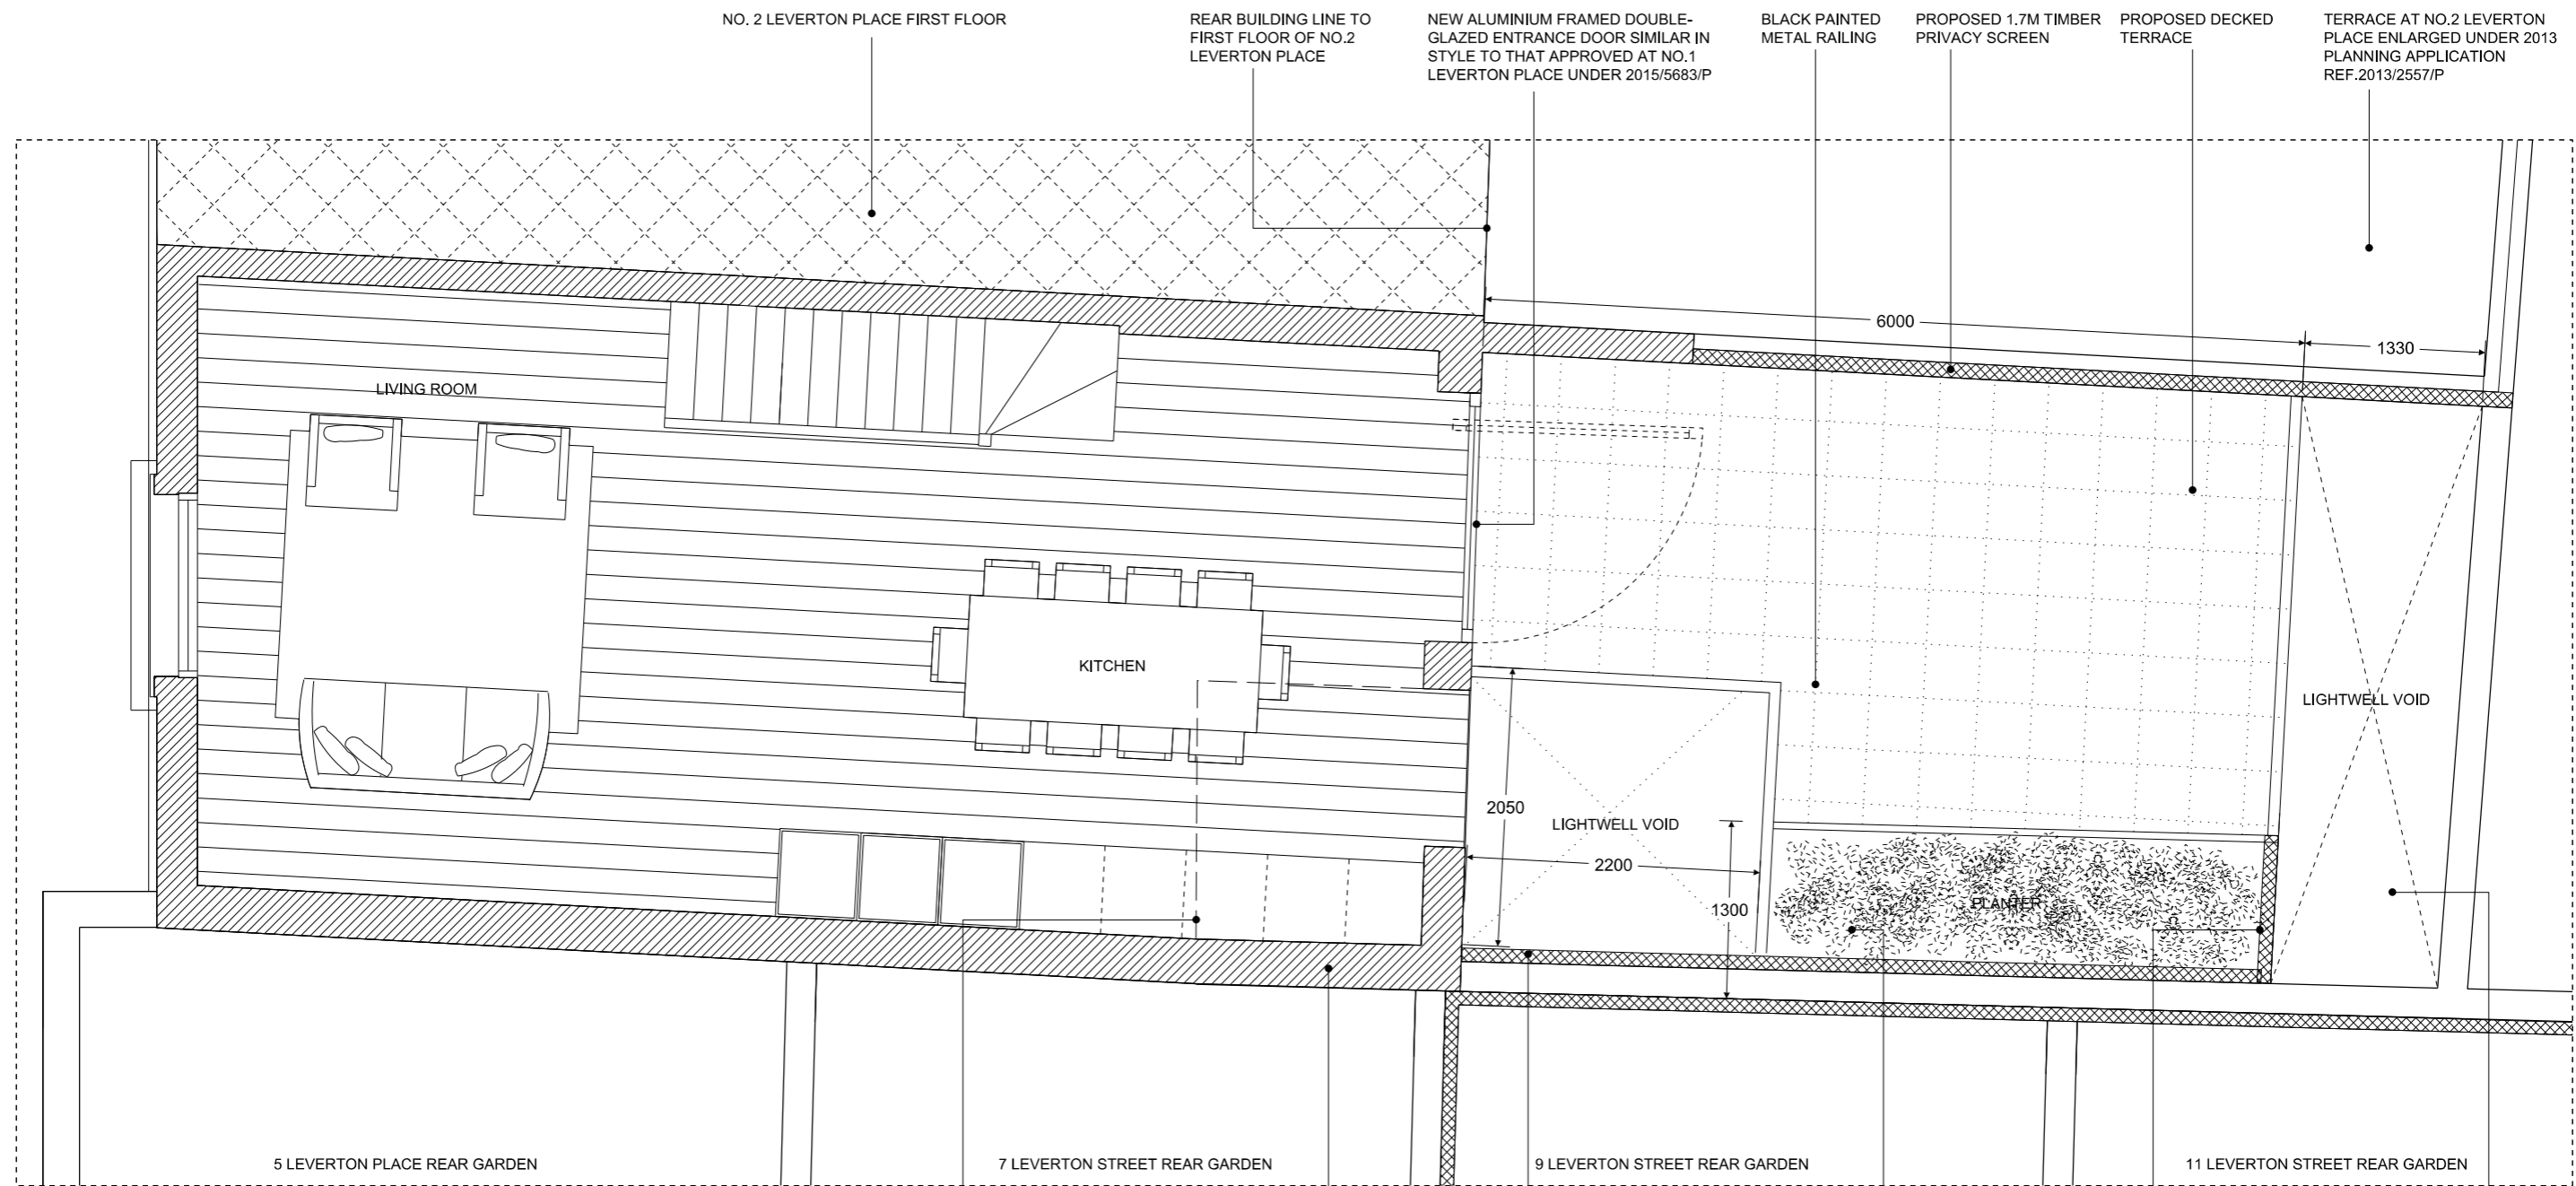 NO. 2 LEVERTON PLACE FIRST FLOOR
REAR BUILDING LINE TO
FIRST FLOOR OF NO.2
LEVERTON PLACE
NEW ALUMINIUM FRAMED DOUBLE-
GLAZED ENTRANCE DOOR SIMILAR IN
STYLE TO THAT APPROVED AT NO.1
LEVERTON PLACE UNDER 2015/5683/P
BLACK PAINTED
METAL RAILING
PROPOSED 1.7M TIMBER
PRIVACY SCREEN
PROPOSED DECKED
TERRACE
TERRACE AT NO.2 LEVERTON
PLACE ENLARGED UNDER 2013
PLANNING APPLICATION
REF.2013/2557/P
6000
1330
LIVING ROOM
KITCHEN
LIGHTWELL VOID
2050
LIGHTWELL VOID
2200
1300
PLANTER
5 LEVERTON PLACE REAR GARDEN
7 LEVERTON STREET REAR GARDEN
9 LEVERTON STREET REAR GARDEN
11 LEVERTON STREET REAR GARDEN